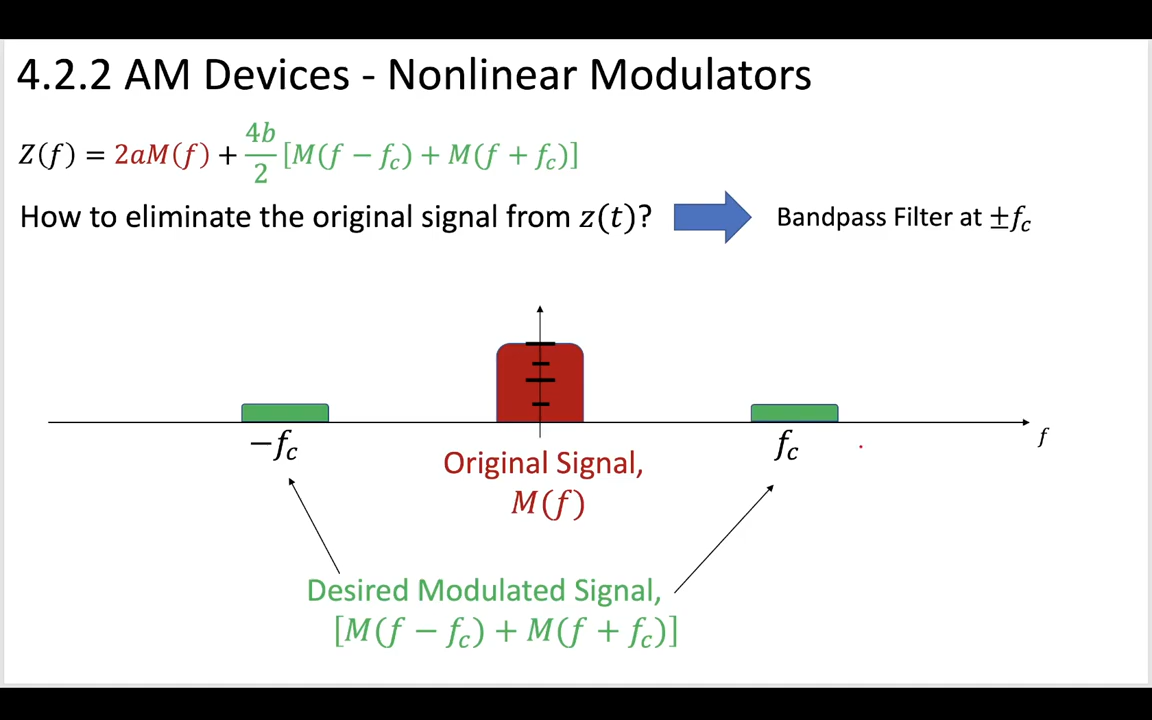 4.2.2 AM Devices - Nonlinear Modulators
Z(f) = 2aM(f) + 4b/2 [M(f − f_c) + M(f + f_c)]
How to eliminate the original signal from z(t)?
Bandpass Filter at ±f_c
−f_c
f_c
f
Original Signal,
M(f)
Desired Modulated Signal,
[M(f − f_c) + M(f + f_c)]